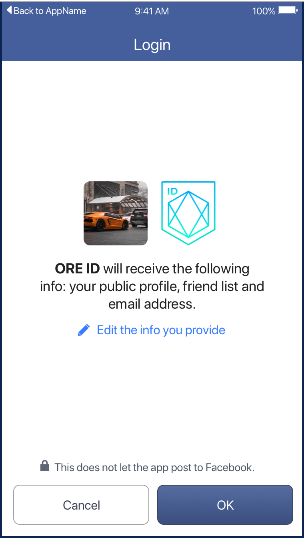 Back to AppName 9:41 AM 100%
Login
ID
ORE ID will receive the following
info: your public profile, friend list and
email address.
Edit the info you provide
This does not let the app post to Facebook.
Cancel OK